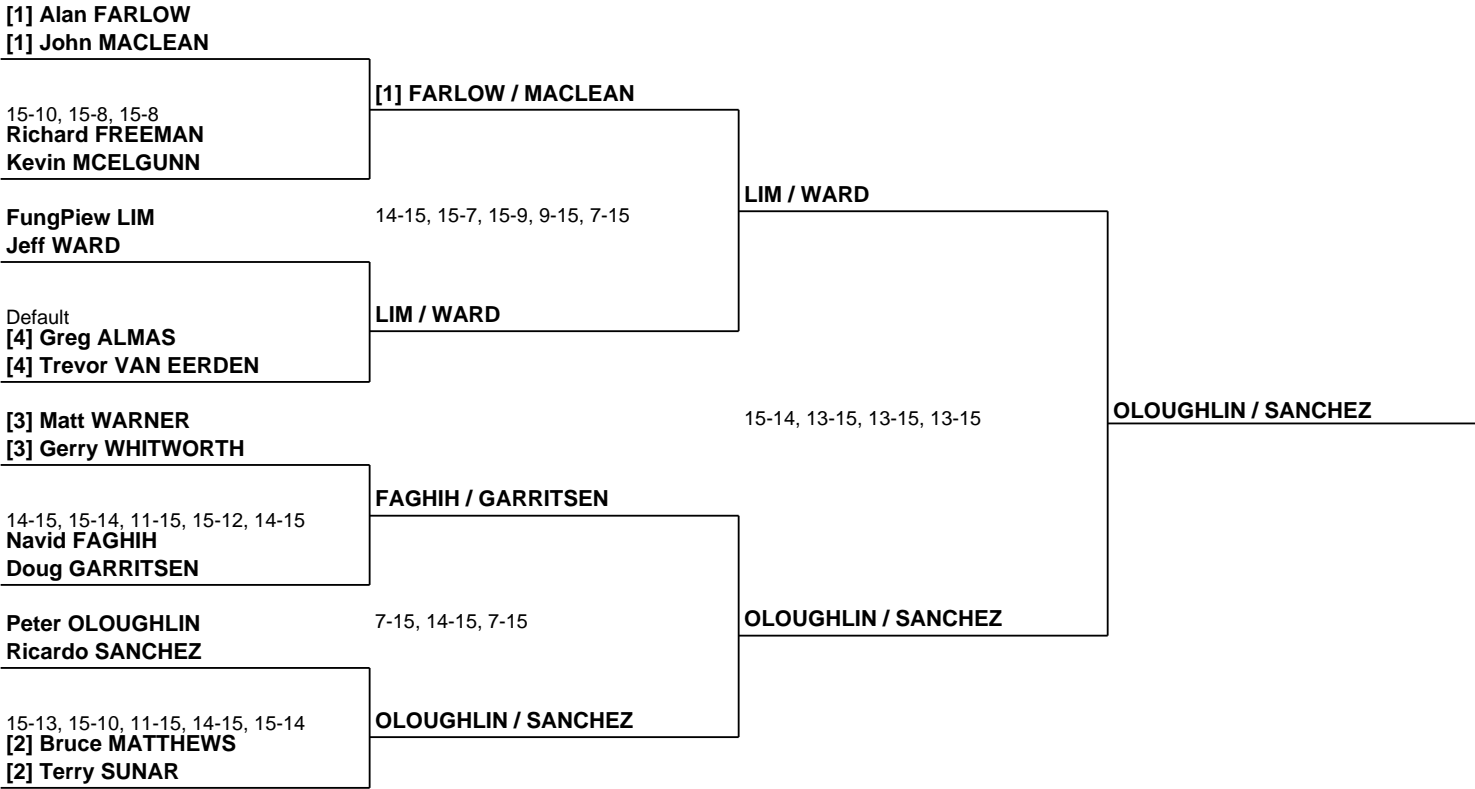 [1] Alan FARLOW
[1] John MACLEAN
15-10, 15-8, 15-8
Richard FREEMAN
Kevin MCELGUNN
FungPiew LIM
Jeff WARD
Default
[4] Greg ALMAS
[4] Trevor VAN EERDEN
[3] Matt WARNER
[3] Gerry WHITWORTH
14-15, 15-14, 11-15, 15-12, 14-15
Navid FAGHIH
Doug GARRITSEN
Peter OLOUGHLIN
Ricardo SANCHEZ
15-13, 15-10, 11-15, 14-15, 15-14
[2] Bruce MATTHEWS
[2] Terry SUNAR
[1] FARLOW / MACLEAN
14-15, 15-7, 15-9, 9-15, 7-15
LIM / WARD
FAGHIH / GARRITSEN
7-15, 14-15, 7-15
OLOUGHLIN / SANCHEZ
LIM / WARD
15-14, 13-15, 13-15, 13-15
OLOUGHLIN / SANCHEZ
OLOUGHLIN / SANCHEZ